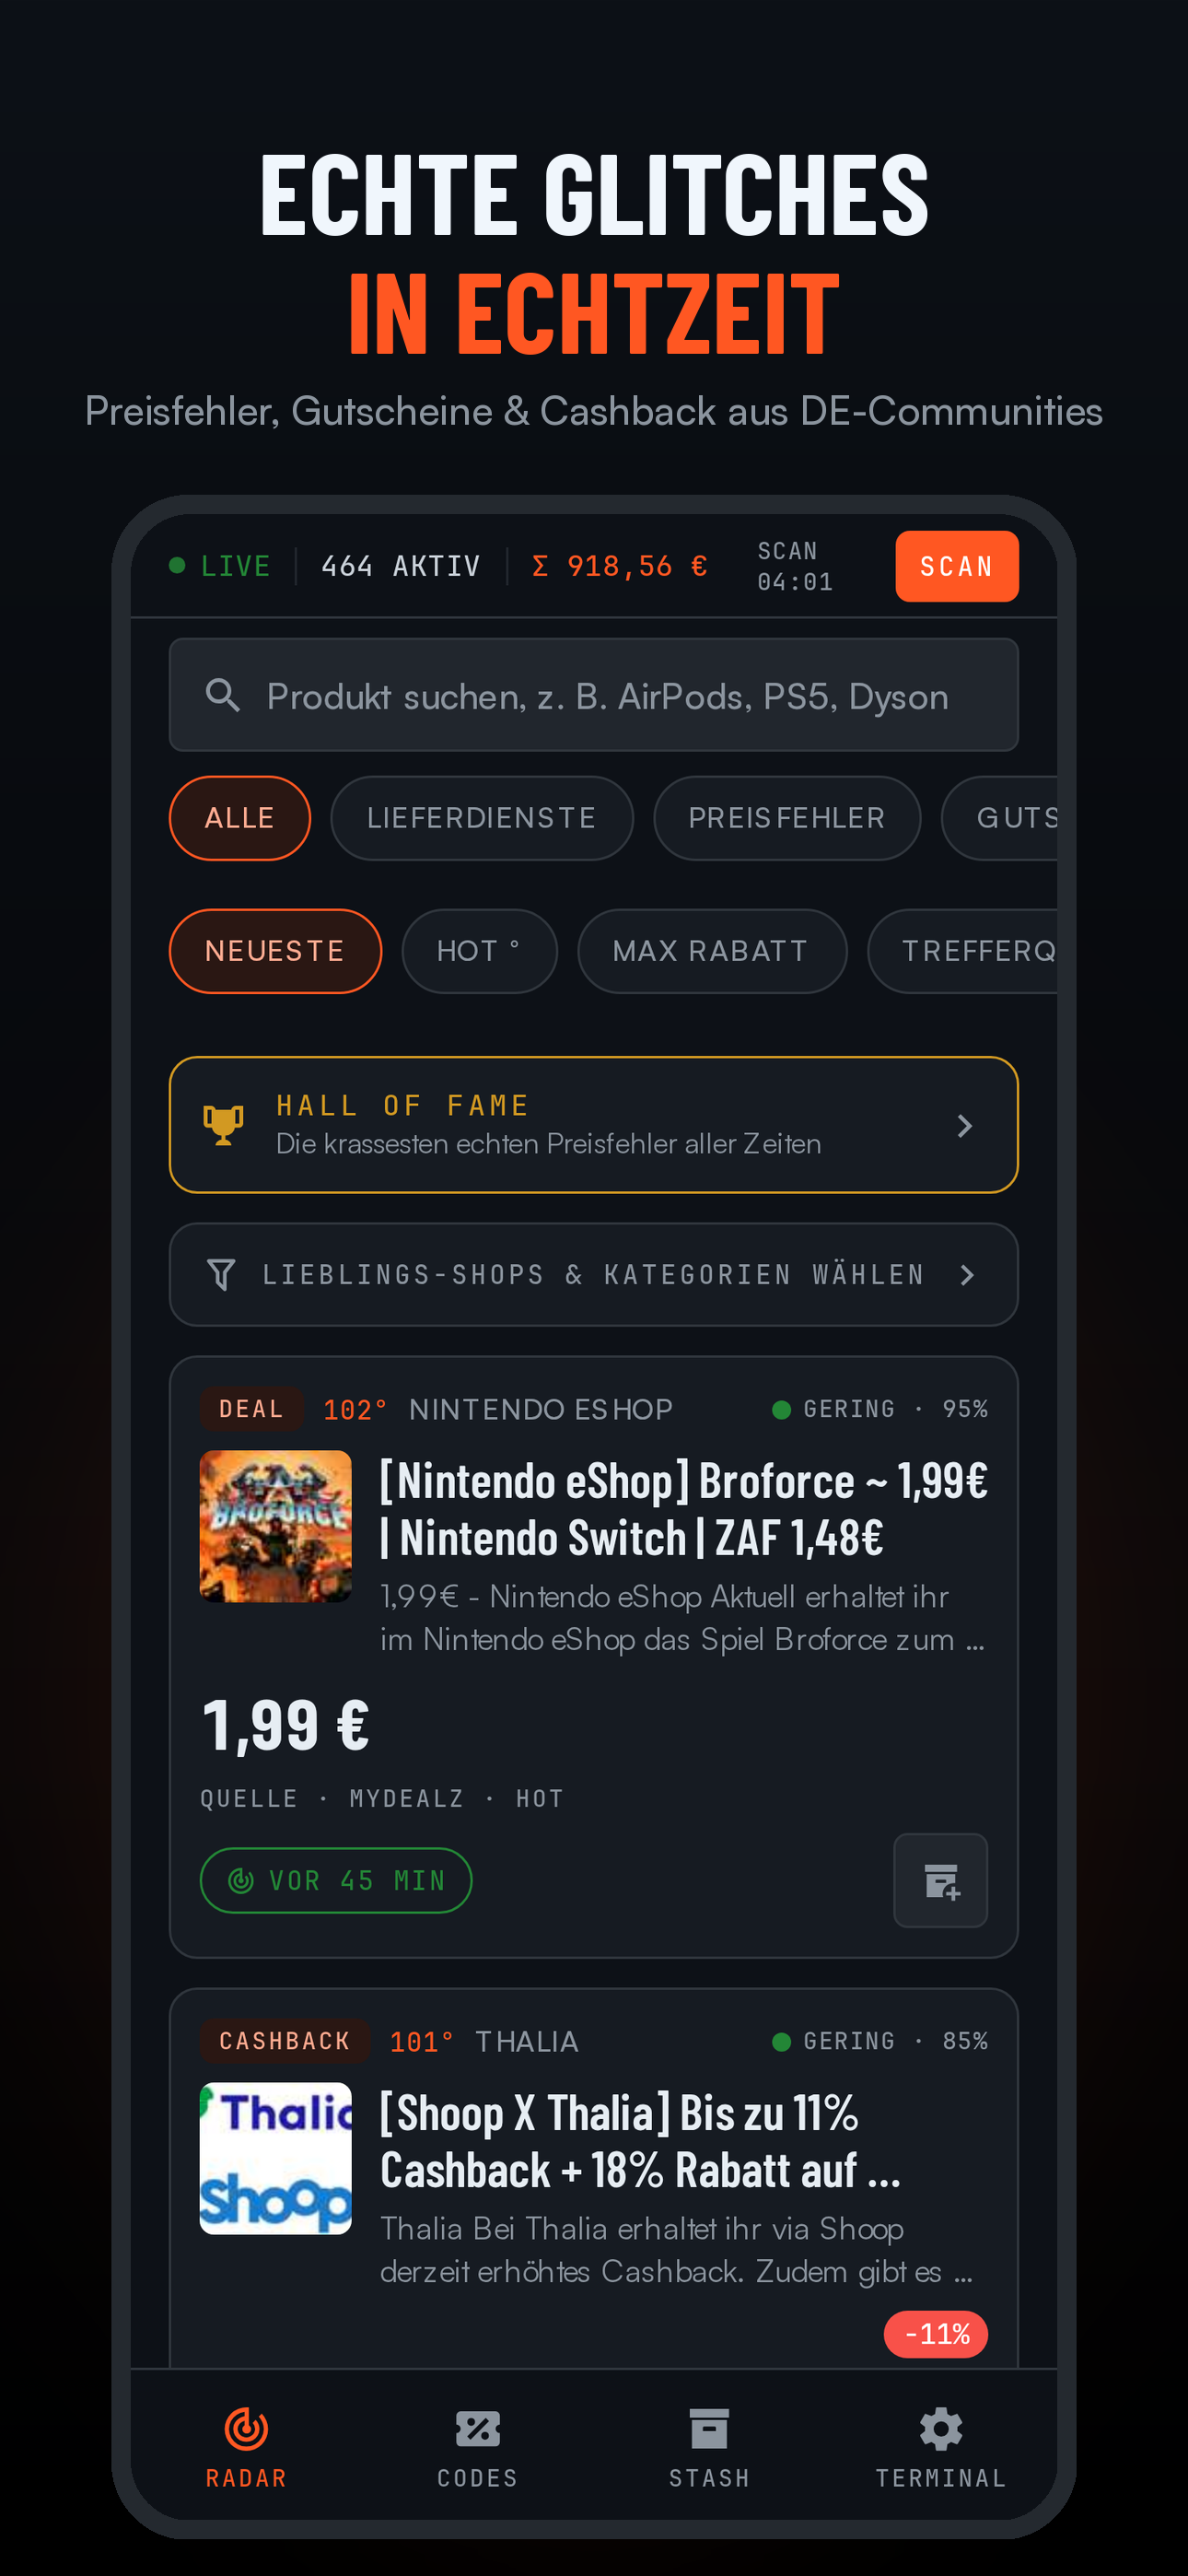 ECHTE GLITCHES
IN ECHTZEIT
Preisfehler, Gutscheine & Cashback aus DE-Communities
LIVE 464 AKTIV Σ 918,56 € SCAN 04:01 SCAN
Produkt suchen, z. B. AirPods, PS5, Dyson
ALLE LIEFERDIENSTE PREISFEHLER GUTS
NEUESTE HOT ° MAX RABATT TREFFERQ
HALL OF FAME
Die krassesten echten Preisfehler aller Zeiten
LIEBLINGS-SHOPS & KATEGORIEN WÄHLEN
DEAL 102° NINTENDO ESHOP GERING · 95%
BROFORCE
[Nintendo eShop] Broforce ~ 1,99€
| Nintendo Switch | ZAF 1,48€
1,99€ - Nintendo eShop Aktuell erhaltet ihr
im Nintendo eShop das Spiel Broforce zum ...
1,99 €
QUELLE · MYDEALZ · HOT
VOR 45 MIN
CASHBACK 101° THALIA GERING · 85%
Thalia
Shoop
[Shoop X Thalia] Bis zu 11%
Cashback + 18% Rabatt auf ...
Thalia Bei Thalia erhaltet ihr via Shoop
derzeit erhöhtes Cashback. Zudem gibt es ...
-11%
RADAR CODES STASH TERMINAL